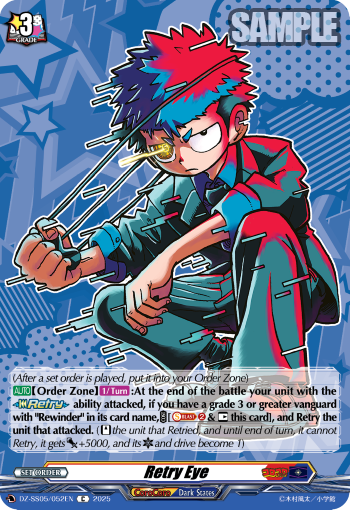 3
GRADE
SAMPLE
(After a set order is played, put it into your Order Zone)
AUTO【Order Zone】1/Turn :At the end of the battle your unit with the
Retry ability attacked, if you have a grade 3 or greater vanguard
with "Rewinder" in its card name, [SOUL BLAST 2 & this card], and Retry the
unit that attacked. ( the unit that Retried, and until end of turn, it cannot
Retry, it gets +5000, and its and drive become 1)
SET ORDER
Retry Eye
DZ-SS05/052EN C 2025
CoroCoro Dark States
©木村風太／小学館